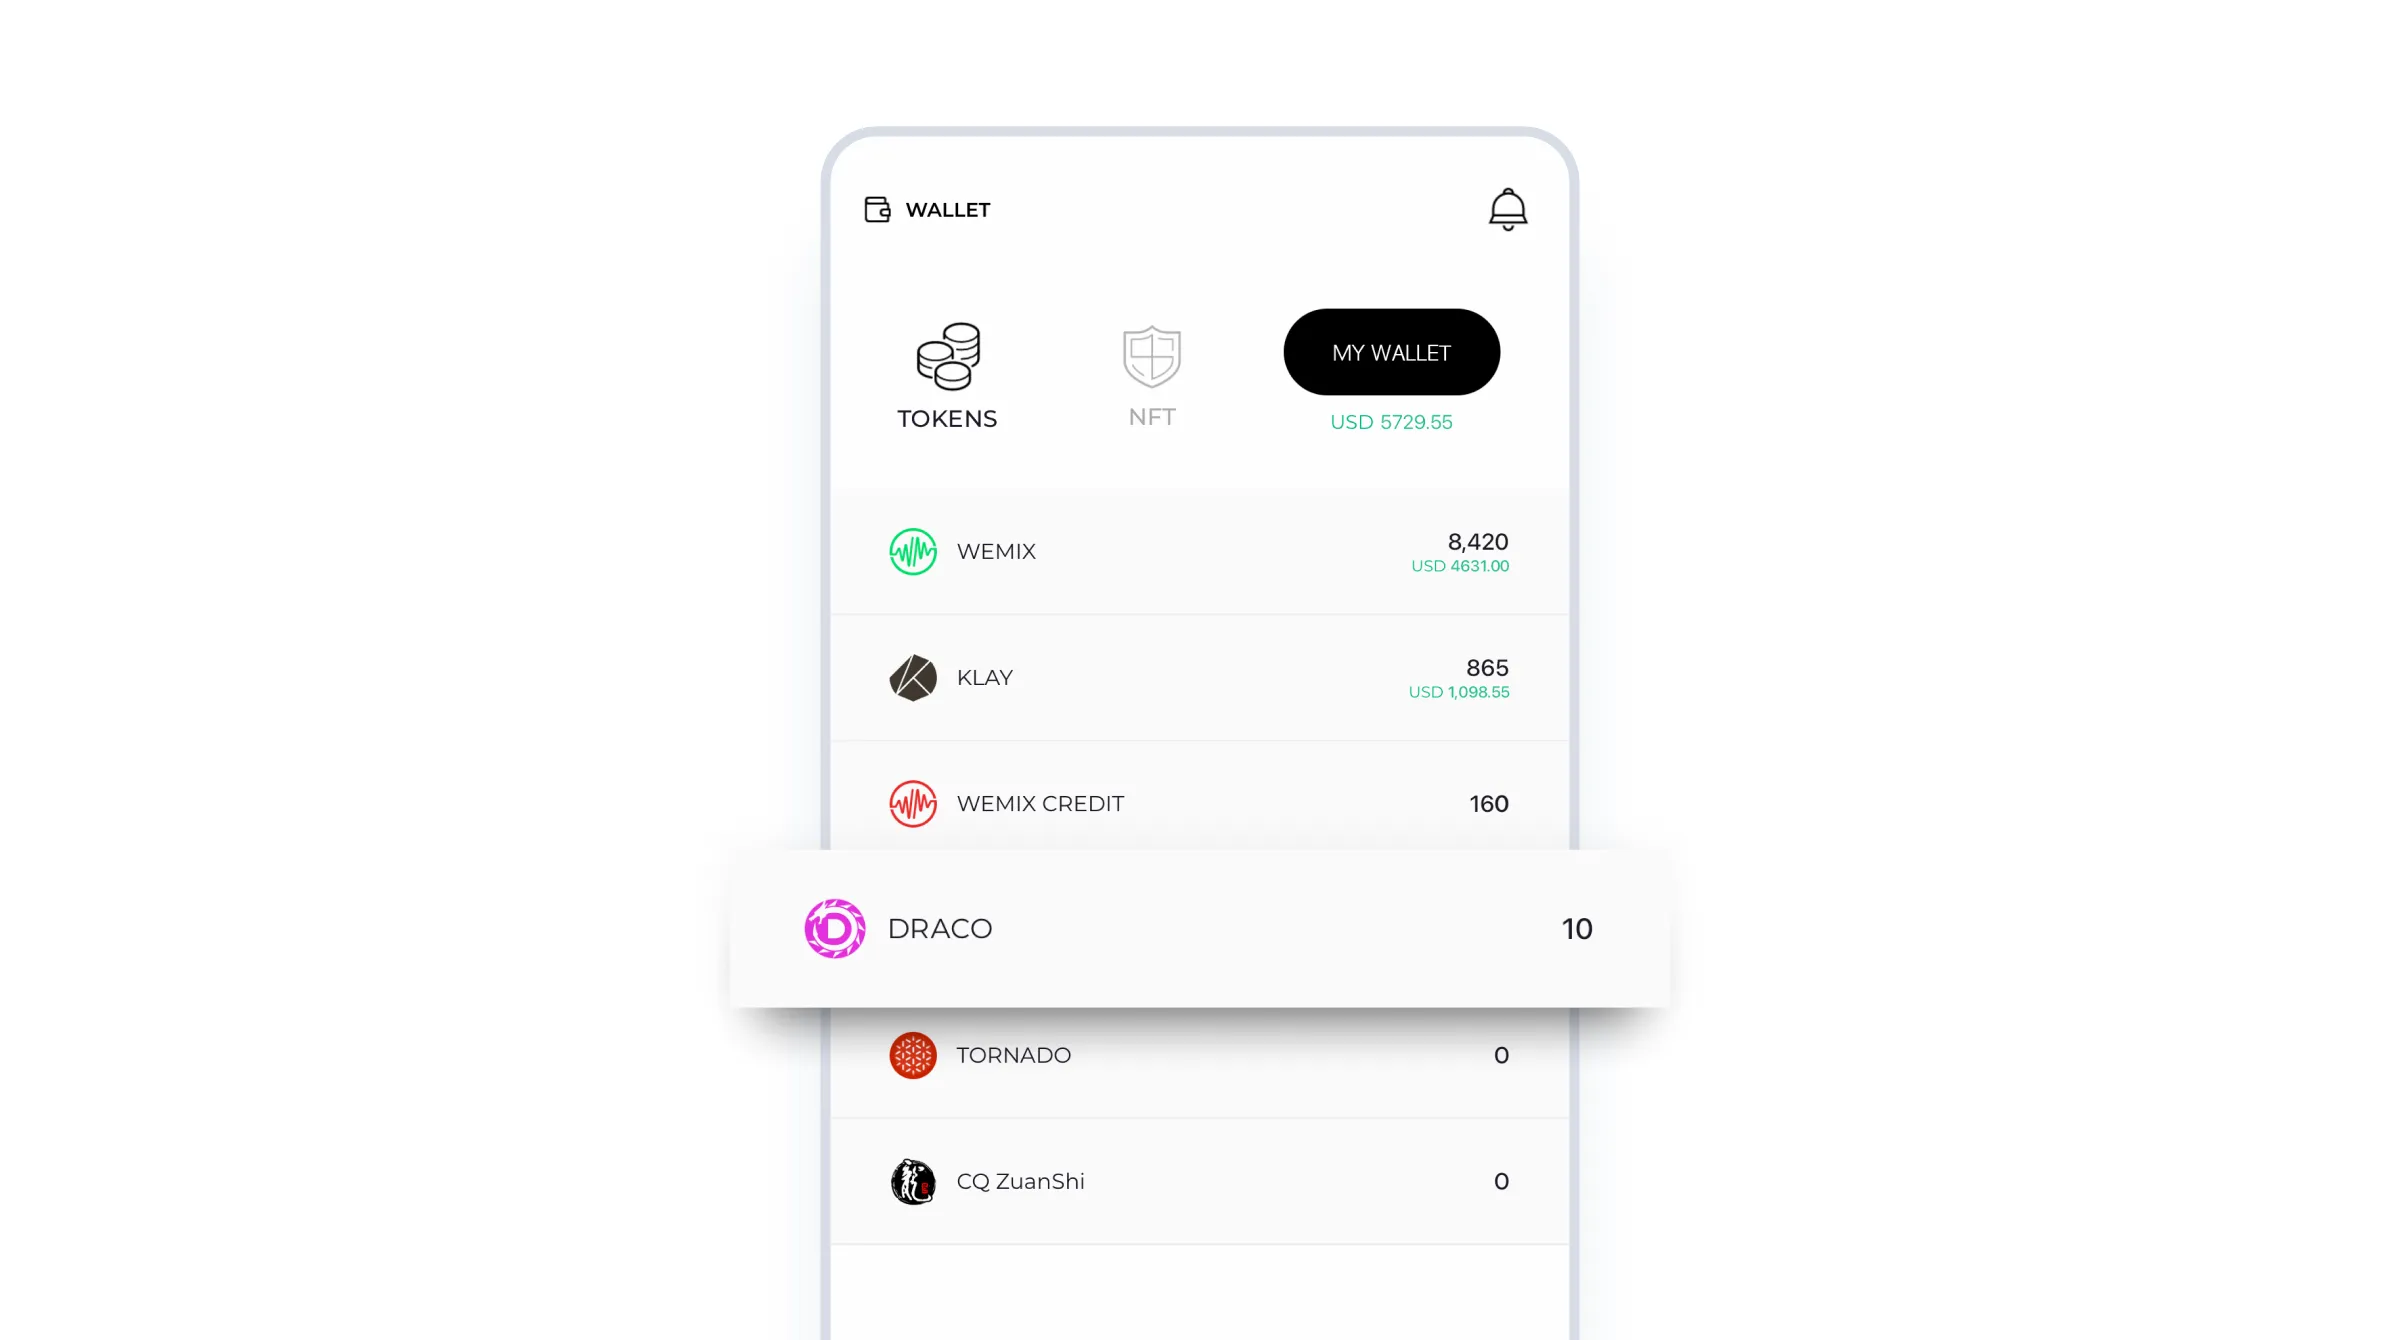 WALLET
TOKENS
NFT
MY WALLET
USD 5729.55
WEMIX
8,420
USD 4631.00
KLAY
865
USD 1,098.55
WEMIX CREDIT
160
DRACO
10
TORNADO
0
CQ ZuanShi
0